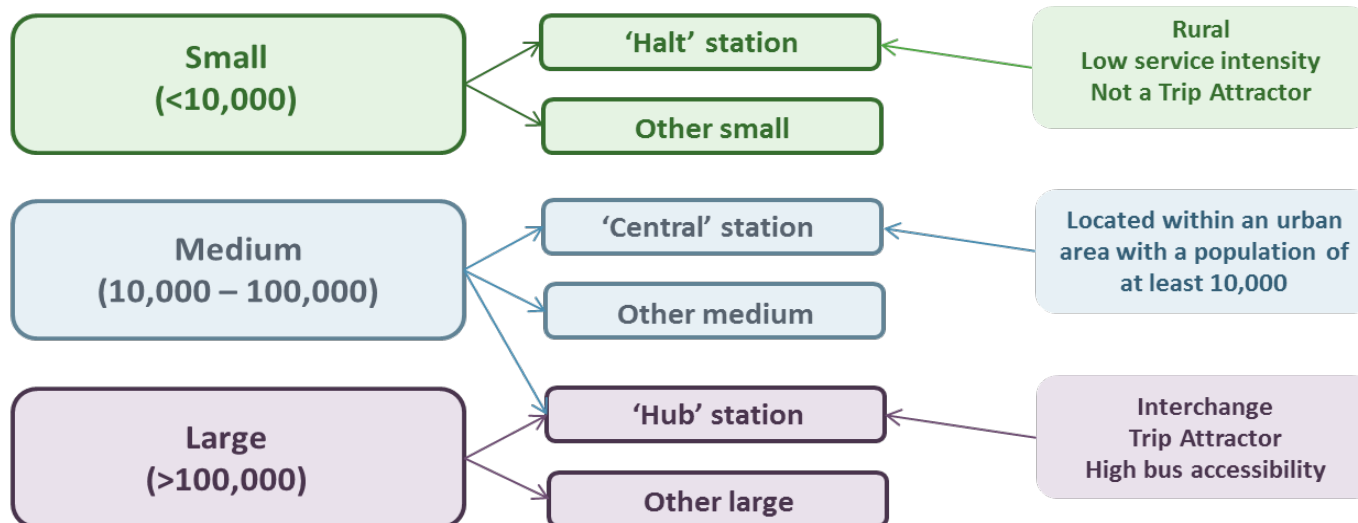 Small
(<10,000)
‘Halt’ station
Other small
Rural
Low service intensity
Not a Trip Attractor
Medium
(10,000 – 100,000)
‘Central’ station
Other medium
Located within an urban
area with a population of
at least 10,000
Large
(>100,000)
‘Hub’ station
Other large
Interchange
Trip Attractor
High bus accessibility